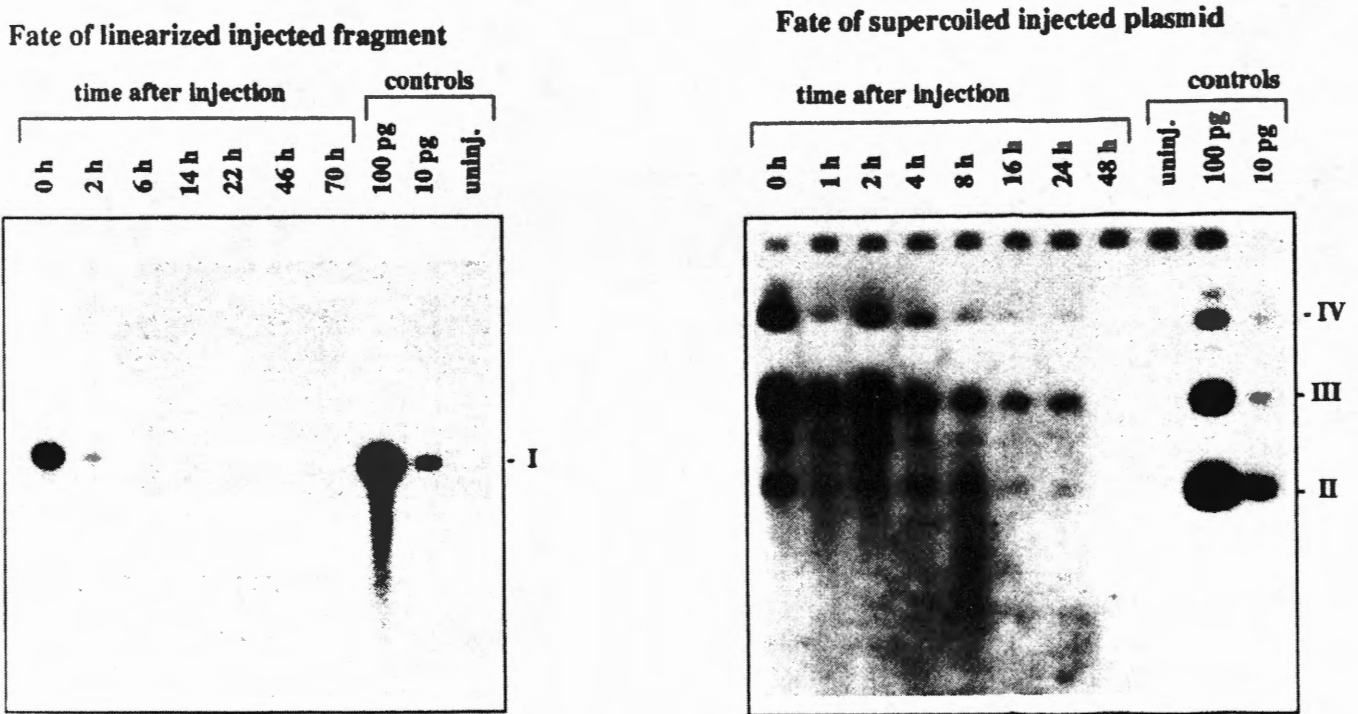 Fate of linearized injected fragment
time after injection
controls
0 h
2 h
6 h
14 h
22 h
46 h
70 h
100 pg
10 pg
uninj.
- I
Fate of supercoiled injected plasmid
time after injection
controls
0 h
1 h
2 h
4 h
8 h
16 h
24 h
48 h
uninj.
100 pg
10 pg
- IV
- III
- II